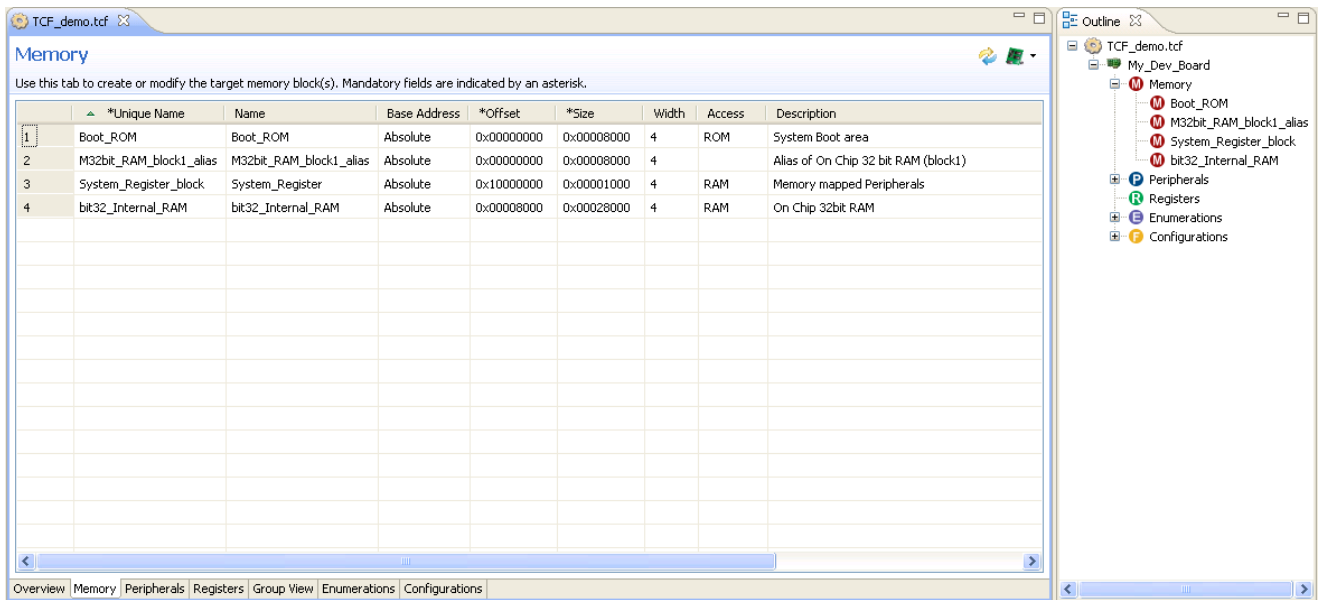 TCF_demo.tcf
Memory
Use this tab to create or modify the target memory block(s). Mandatory fields are indicated by an asterisk.
*Unique Name Name Base Address *Offset *Size Width Access Description
1 Boot_ROM Boot_ROM Absolute 0x00000000 0x00008000 4 ROM System Boot area
2 M32bit_RAM_block1_alias M32bit_RAM_block1_alias Absolute 0x00000000 0x00008000 4 Alias of On Chip 32 bit RAM (block1)
3 System_Register_block System_Register Absolute 0x10000000 0x00001000 4 RAM Memory mapped Peripherals
4 bit32_Internal_RAM bit32_Internal_RAM Absolute 0x00008000 0x00028000 4 RAM On Chip 32bit RAM
Overview Memory Peripherals Registers Group View Enumerations Configurations
Outline
TCF_demo.tcf
My_Dev_Board
M Memory
M Boot_ROM
M M32bit_RAM_block1_alias
M System_Register_block
M bit32_Internal_RAM
P Peripherals
R Registers
E Enumerations
F Configurations